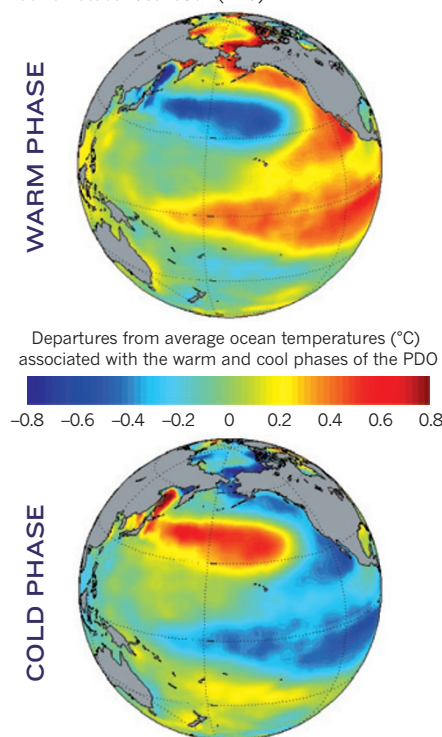 WARM PHASE
Departures from average ocean temperatures (°C)
associated with the warm and cool phases of the PDO
−0.8 −0.6 −0.4 −0.2 0 0.2 0.4 0.6 0.8
COLD PHASE